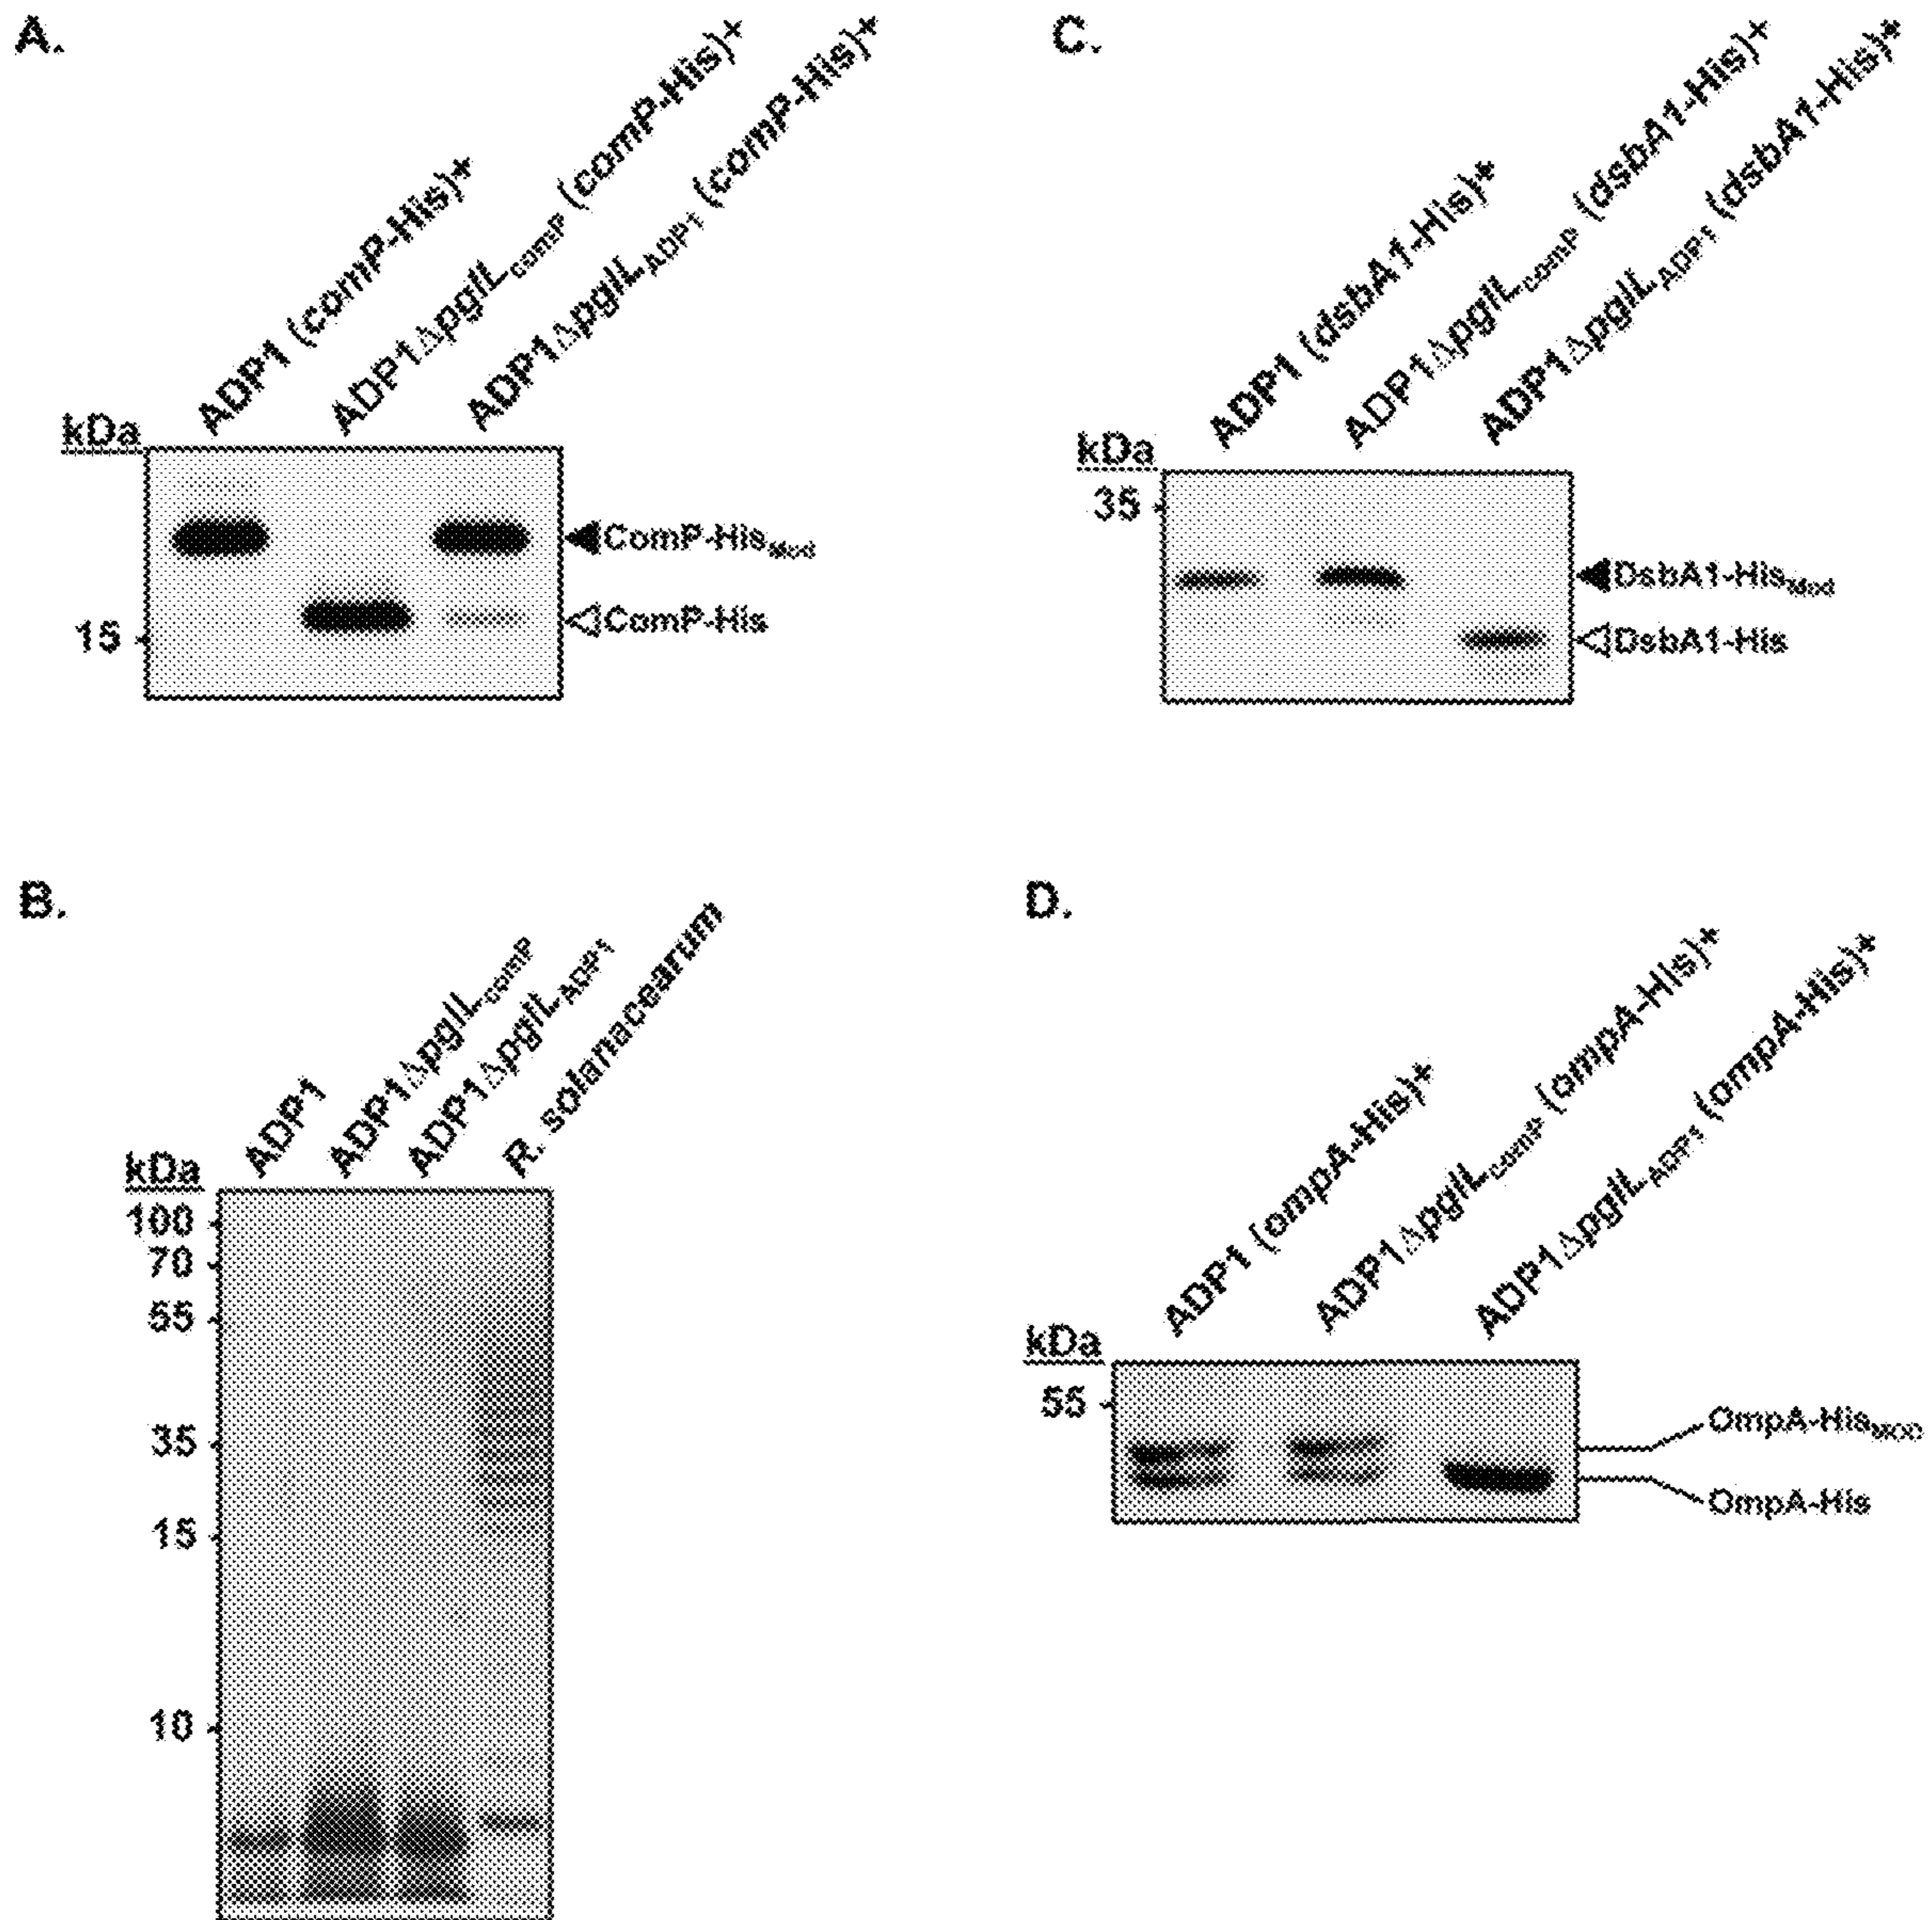 A.
ADP1 (comP-His)+
ADP1ΔpglLcomP (comP-His)+
ADP1ΔpglLADP1 (comP-His)+
kDa
ComP-HisMod
ComP-His
15
C.
ADP1 (dsbA1-His)+
ADP1ΔpglLcomP (dsbA1-His)+
ADP1ΔpglLADP1 (dsbA1-His)+
kDa
35
DsbA1-HisMod
DsbA1-His
B.
ADP1
ADP1ΔpglLcomP
ADP1ΔpglLADP1
R. solanacearum
kDa
100
70
55
35
15
10
D.
ADP1 (ompA-His)+
ADP1ΔpglLcomP (ompA-His)+
ADP1ΔpglLADP1 (ompA-His)+
kDa
55
OmpA-HisMOD
OmpA-His